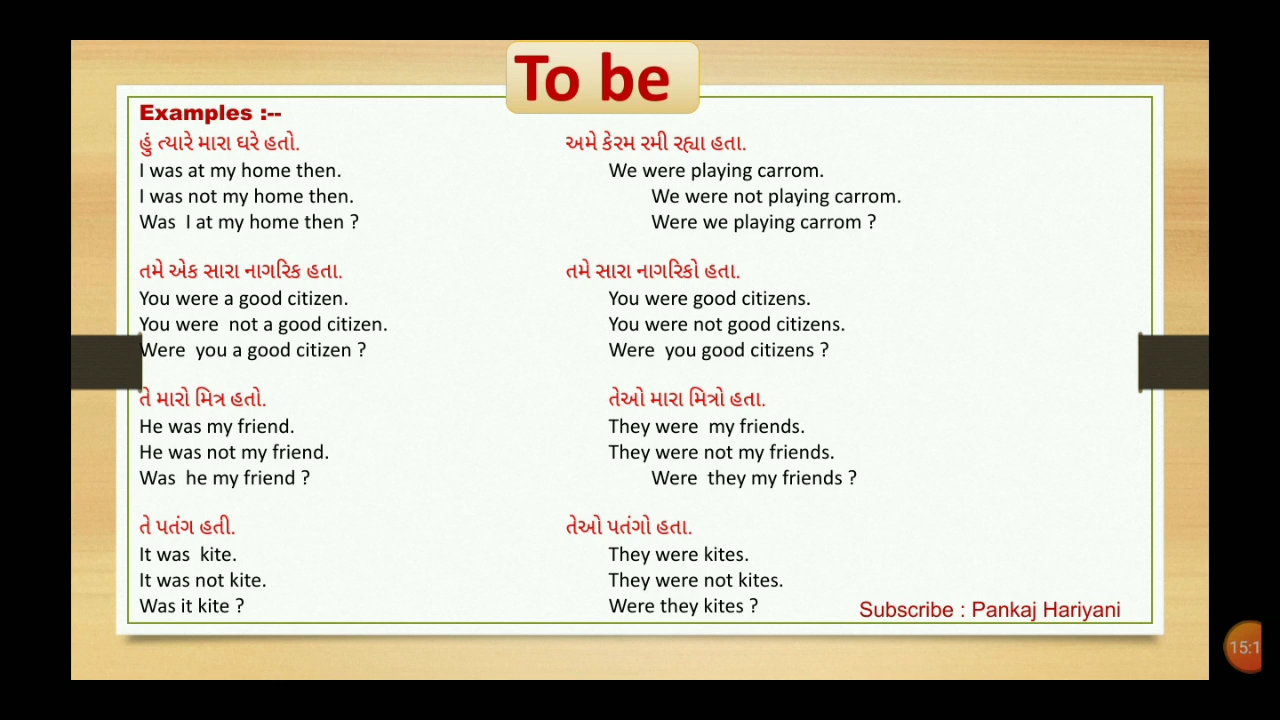 To be
Examples :--
હું ત્યારે મારા ઘરે હતો.
I was at my home then.
I was not my home then.
Was I at my home then ?
તમે એક સારા નાગરિક હતા.
You were a good citizen.
You were not a good citizen.
Were you a good citizen ?
તે મારો મિત્ર હતો.
He was my friend.
He was not my friend.
Was he my friend ?
તે પતંગ હતી.
It was kite.
It was not kite.
Was it kite ?
અમે કેરમ રમી રહ્યા હતા.
We were playing carrom.
We were not playing carrom.
Were we playing carrom ?
તમે સારા નાગરિકો હતા.
You were good citizens.
You were not good citizens.
Were you good citizens ?
તેઓ મારા મિત્રો હતા.
They were my friends.
They were not my friends.
Were they my friends ?
તેઓ પતંગો હતા.
They were kites.
They were not kites.
Were they kites ?
Subscribe : Pankaj Hariyani
15:1